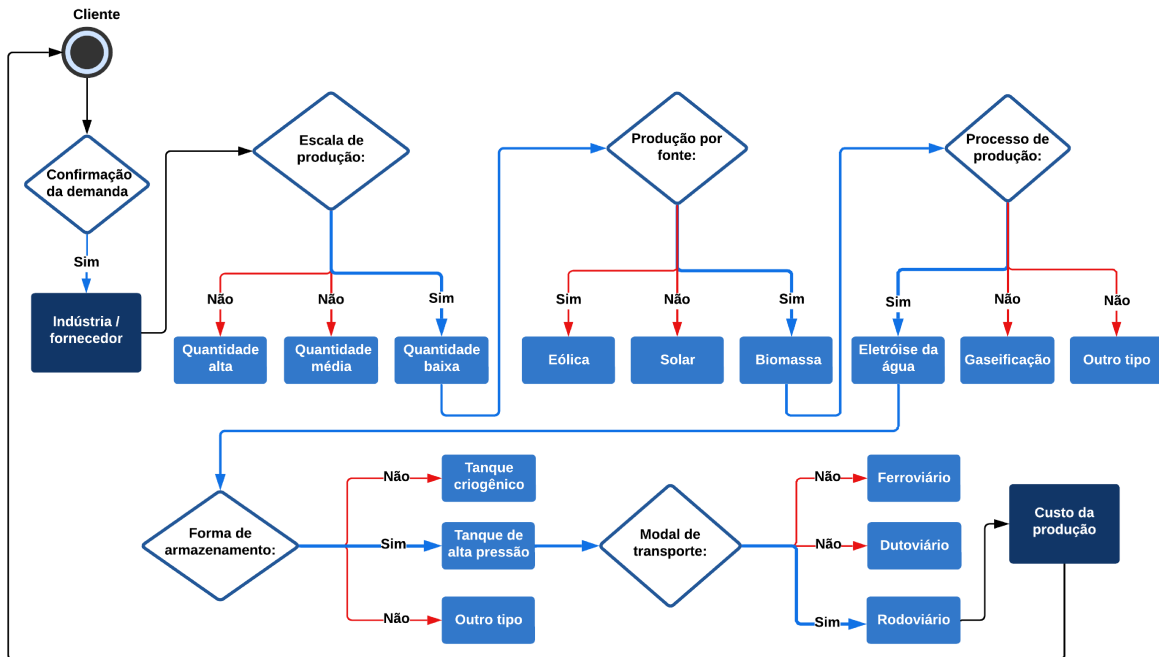 Cliente
Confirmação
da demanda
Sim
Indústria /
fornecedor
Escala de
produção:
Não
Não
Sim
Quantidade
alta
Quantidade
média
Quantidade
baixa
Produção por
fonte:
Sim
Não
Sim
Eólica
Solar
Biomassa
Processo de
produção:
Sim
Não
Não
Eletróise da
água
Gaseificação
Outro tipo
Forma de
armazenamento:
Não
Sim
Não
Tanque
criogênico
Tanque de
alta pressão
Outro tipo
Modal de
transporte:
Não
Não
Sim
Ferroviário
Dutoviário
Rodoviário
Custo da
produção